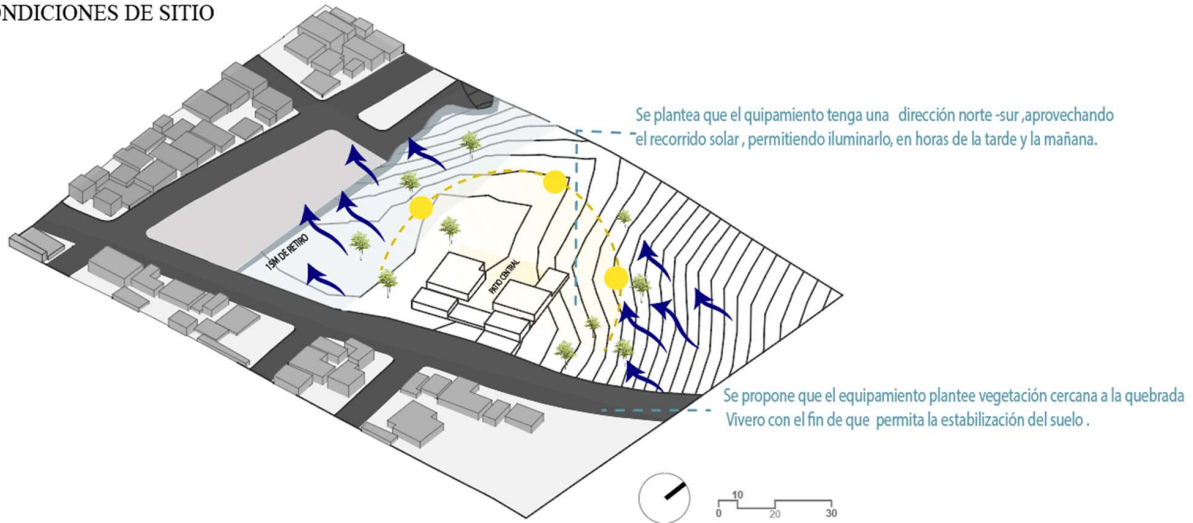 ONDICIONES DE SITIO
Se plantea que el quipamiento tenga una dirección norte -sur ,aprovechando
el recorrido solar , permitiendo iluminarlo, en horas de la tarde y la mañana.
15M DE RETIRO
PATIO CENTRAL
Se propone que el equipamiento plantee vegetación cercana a la quebrada
Vivero con el fin de que permita la estabilización del suelo .
10
0 20 30